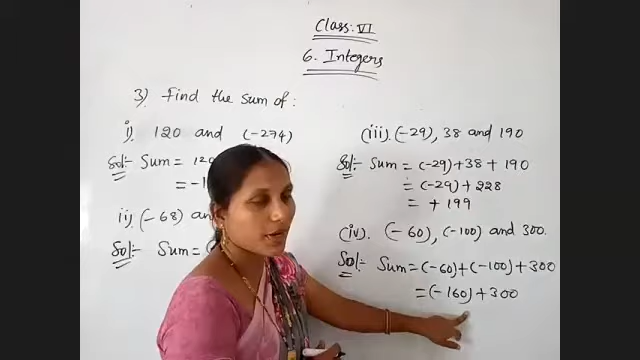 Class: VI
6. Integers
3) Find the sum of:
i) 120 and (-274)
Sol:- Sum = 120
= -1
ii) (-68) an
Sol:- Sum = (
(iii) (-29), 38 and 190
Sol:- Sum = (-29) + 38 + 190
= (-29) + 228
= + 199
(iv). (-60), (-100) and 300.
Sol:- Sum = (-60) + (-100) + 300
= (-160) + 300